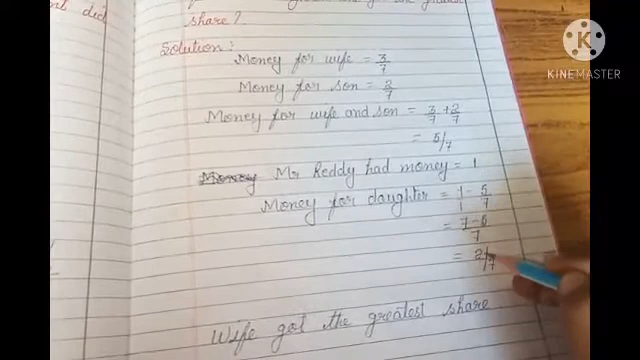 share?
Solution:
Money for wife = 3/7
Money for son = 2/7
Money for wife and son = 3/7 + 2/7
= 5/7
Mr Reddy had money = 1
Money for daughter = 1/1 - 5/7
= 7-5/7
= 2/7
Wife got the greatest share
KINEMASTER